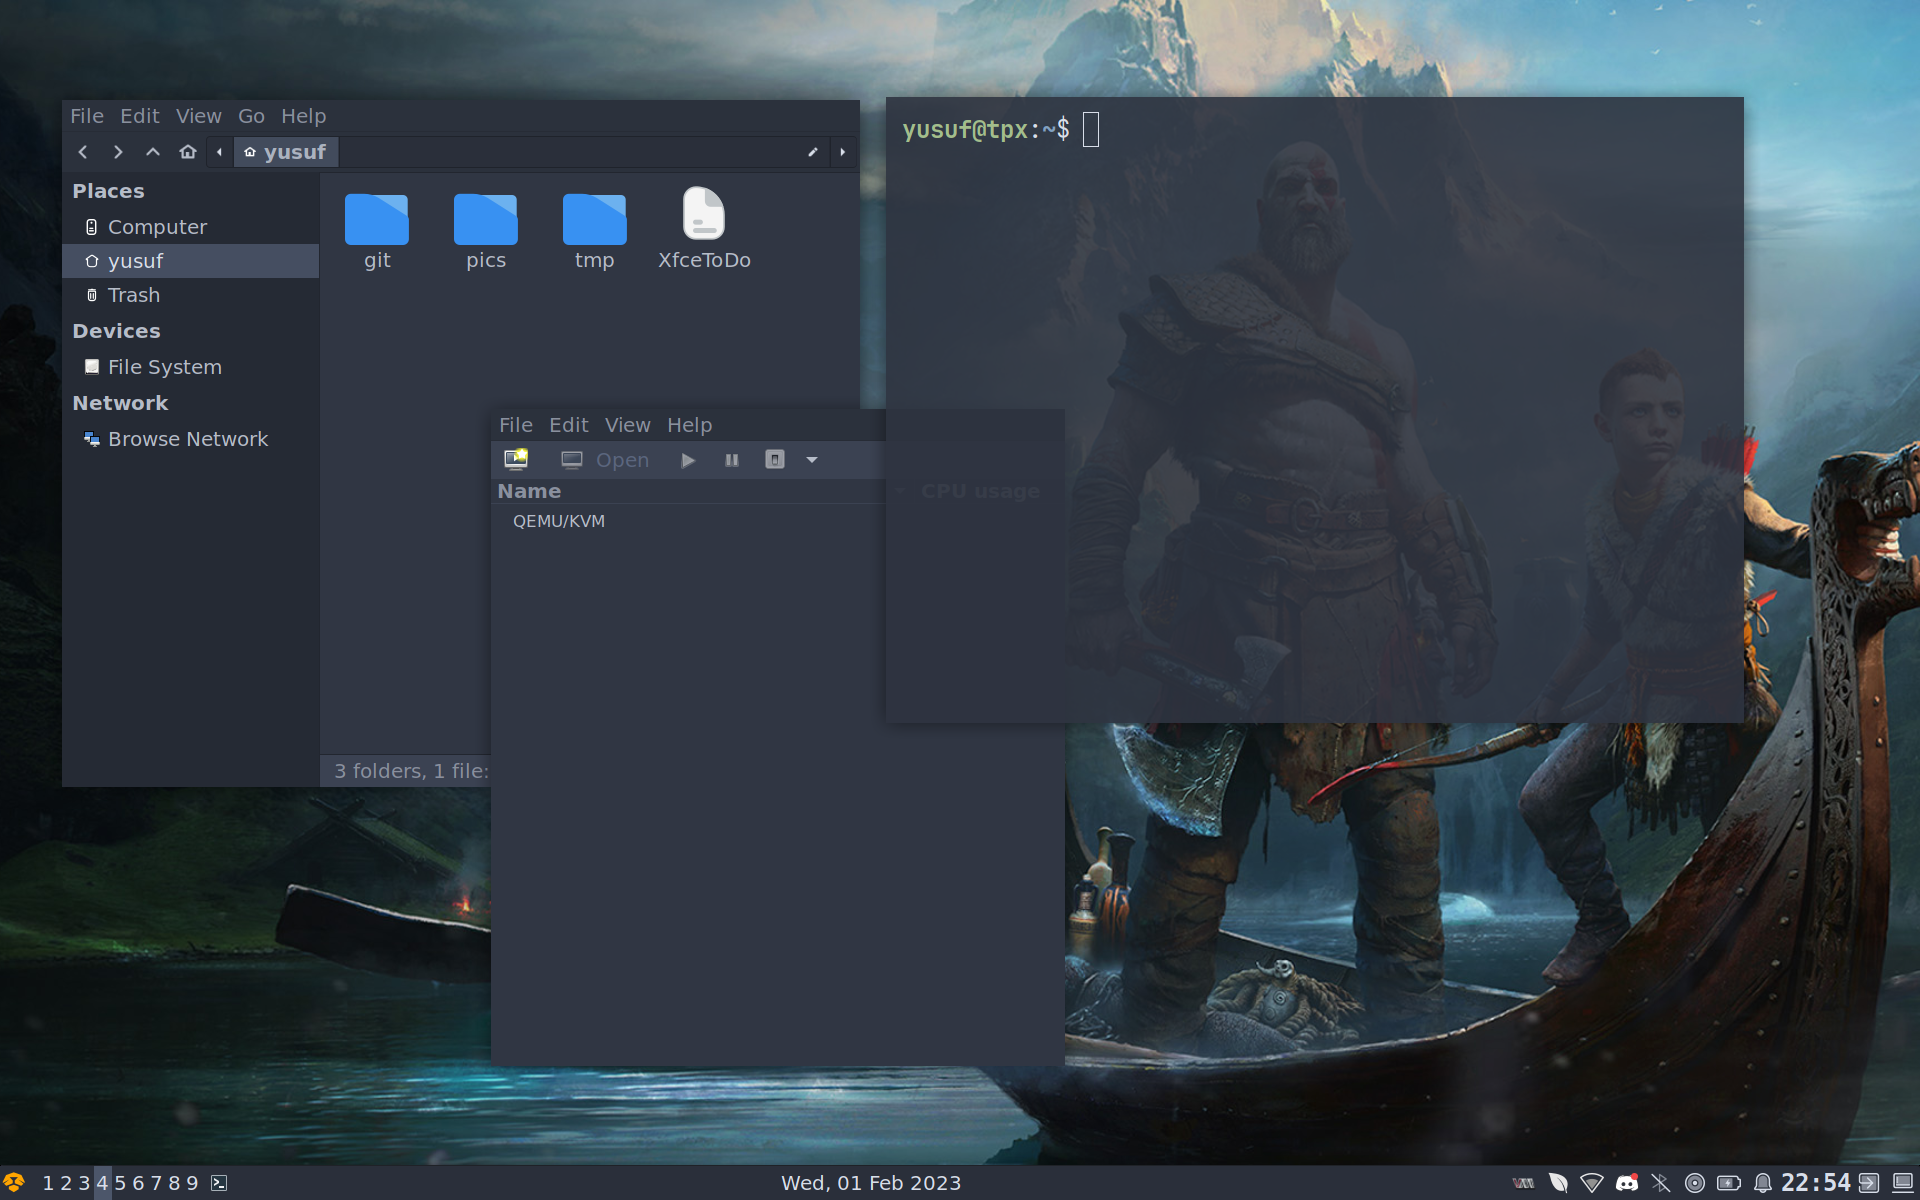 File Edit View Go Help
yusuf
Places
Computer
yusuf
Trash
Devices
File System
Network
Browse Network
git
pics
tmp
XfceToDo
3 folders, 1 file:
File Edit View Help
Open
Name
CPU usage
QEMU/KVM
yusuf@tpx:~$
1 2 3 4 5 6 7 8 9
Wed, 01 Feb 2023
22:54